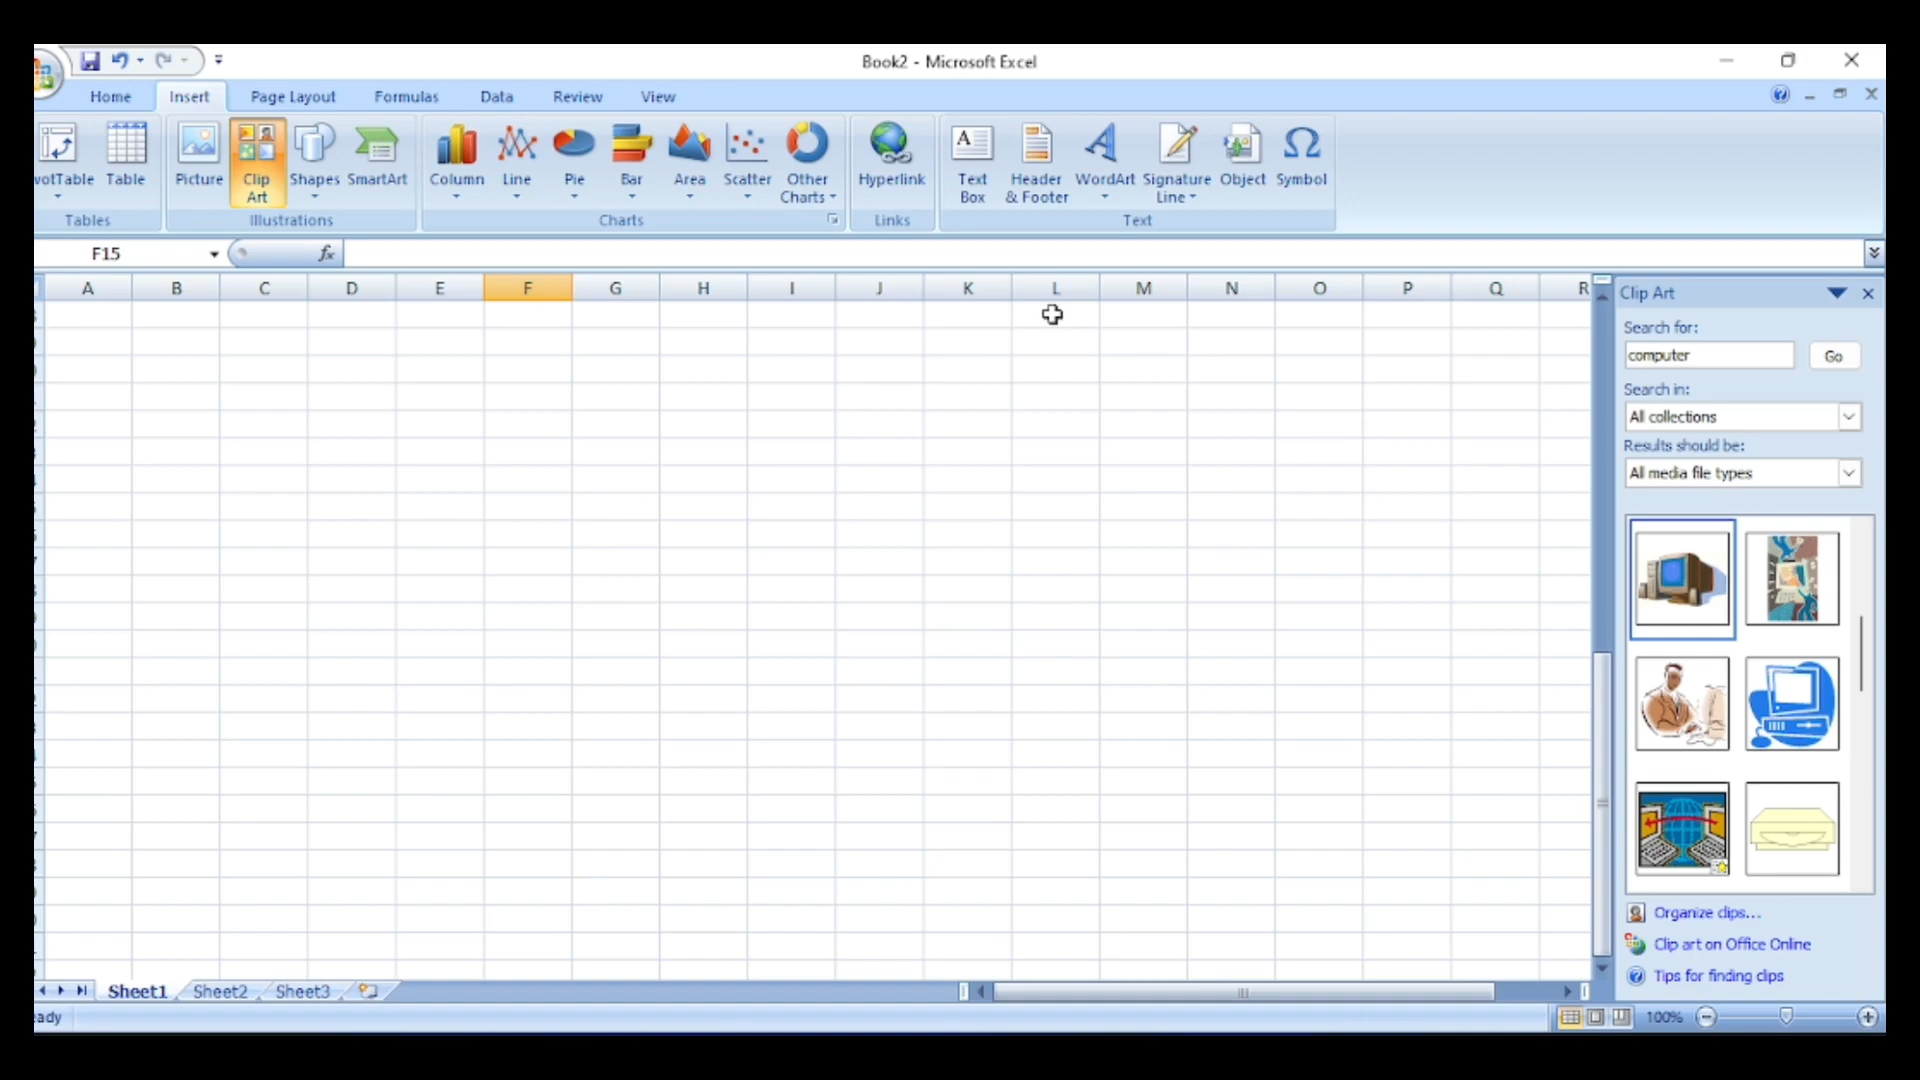 Book2 - Microsoft Excel
Home Insert Page Layout Formulas Data Review View
Table Picture Clip Art Shapes SmartArt Column Line Pie Bar Area Scatter Other Charts Hyperlink Text Box Header & Footer WordArt Signature Line Object Symbol
Tables Illustrations Charts Links Text
F15 fx
A B C D E F G H I J K L M N O P Q R
Clip Art
Search for:
computer Go
Search in:
All collections
Results should be:
All media file types
Organize clips...
Clip art on Office Online
Tips for finding clips
Sheet1 Sheet2 Sheet3
100%